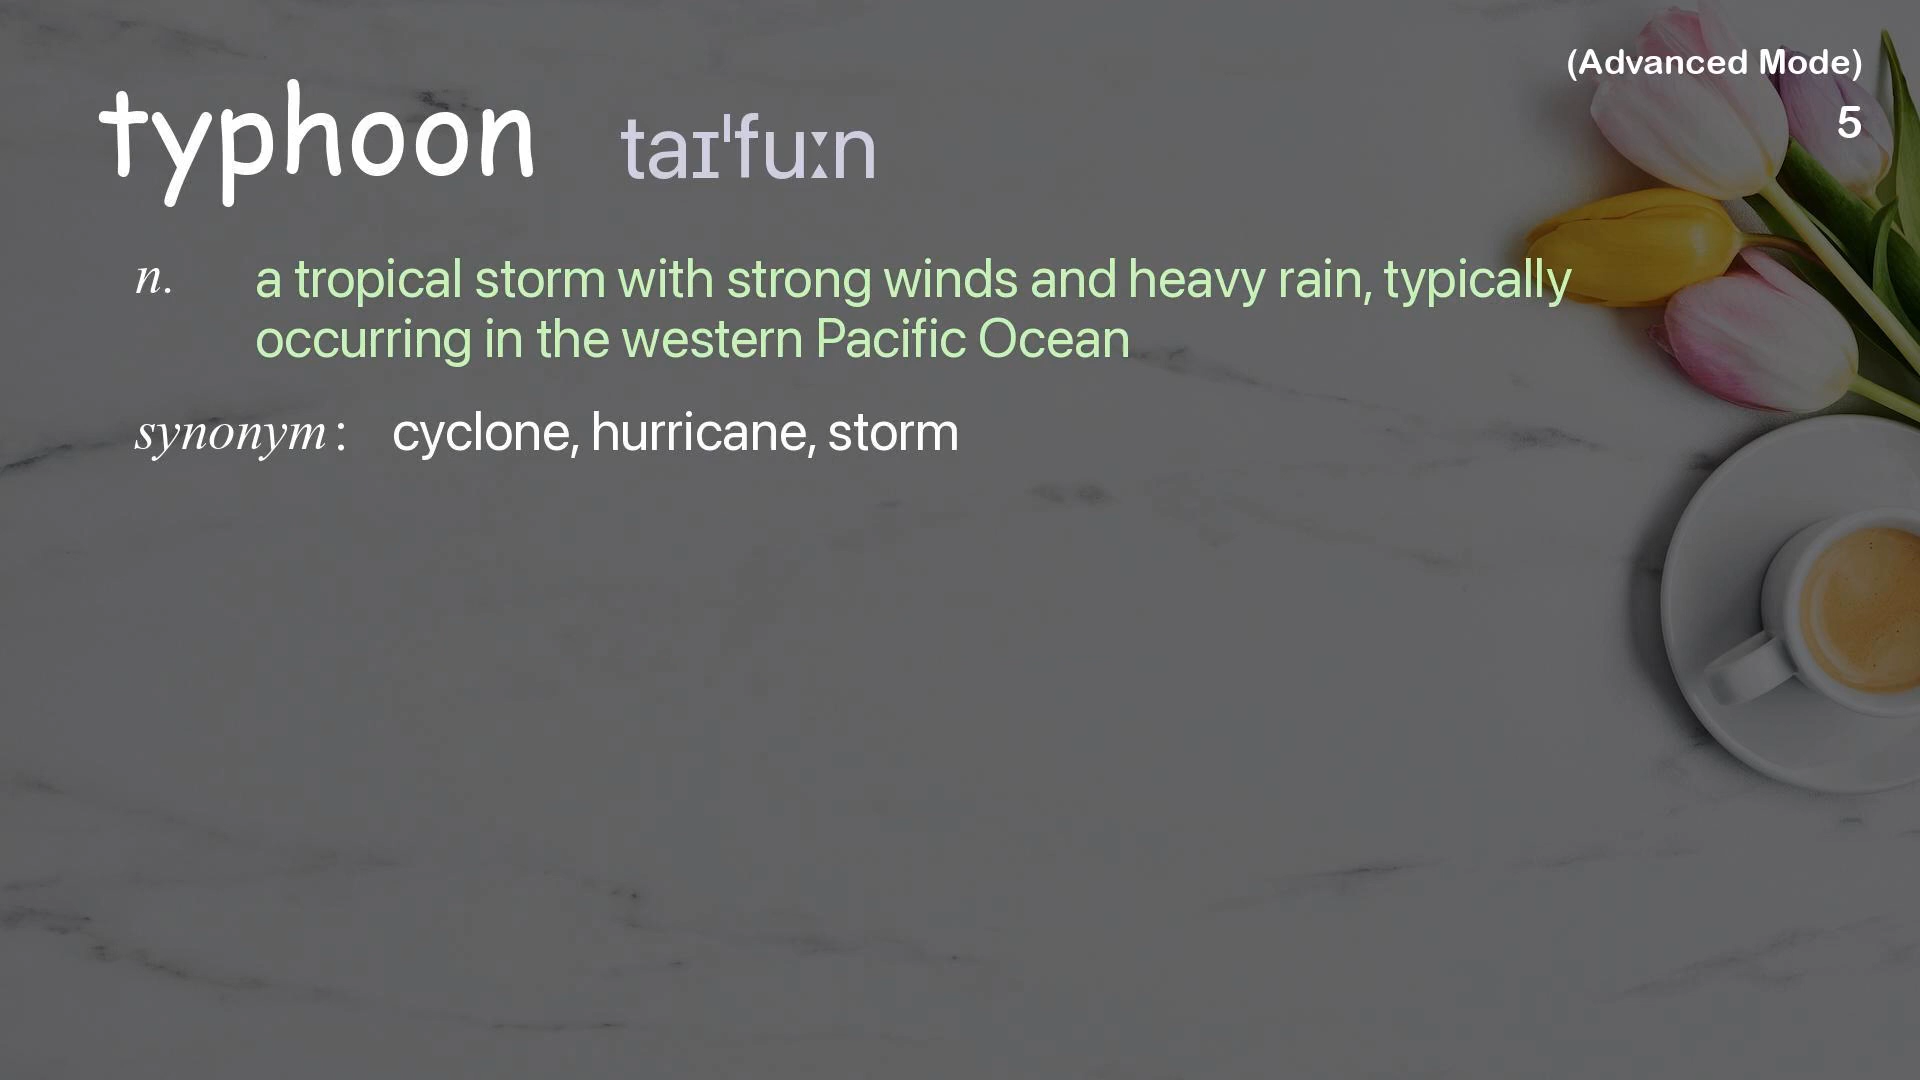 (Advanced Mode)
5
typhoon taɪˈfuːn
n. a tropical storm with strong winds and heavy rain, typically
occurring in the western Pacific Ocean
synonym: cyclone, hurricane, storm